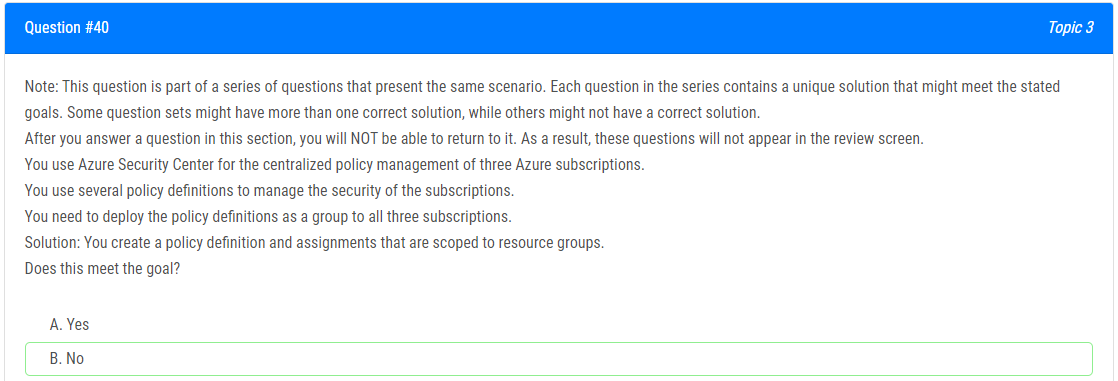 Question #40
Topic 3
Note: This question is part of a series of questions that present the same scenario. Each question in the series contains a unique solution that might meet the stated
goals. Some question sets might have more than one correct solution, while others might not have a correct solution.
After you answer a question in this section, you will NOT be able to return to it. As a result, these questions will not appear in the review screen.
You use Azure Security Center for the centralized policy management of three Azure subscriptions.
You use several policy definitions to manage the security of the subscriptions.
You need to deploy the policy definitions as a group to all three subscriptions.
Solution: You create a policy definition and assignments that are scoped to resource groups.
Does this meet the goal?
A. Yes
B. No